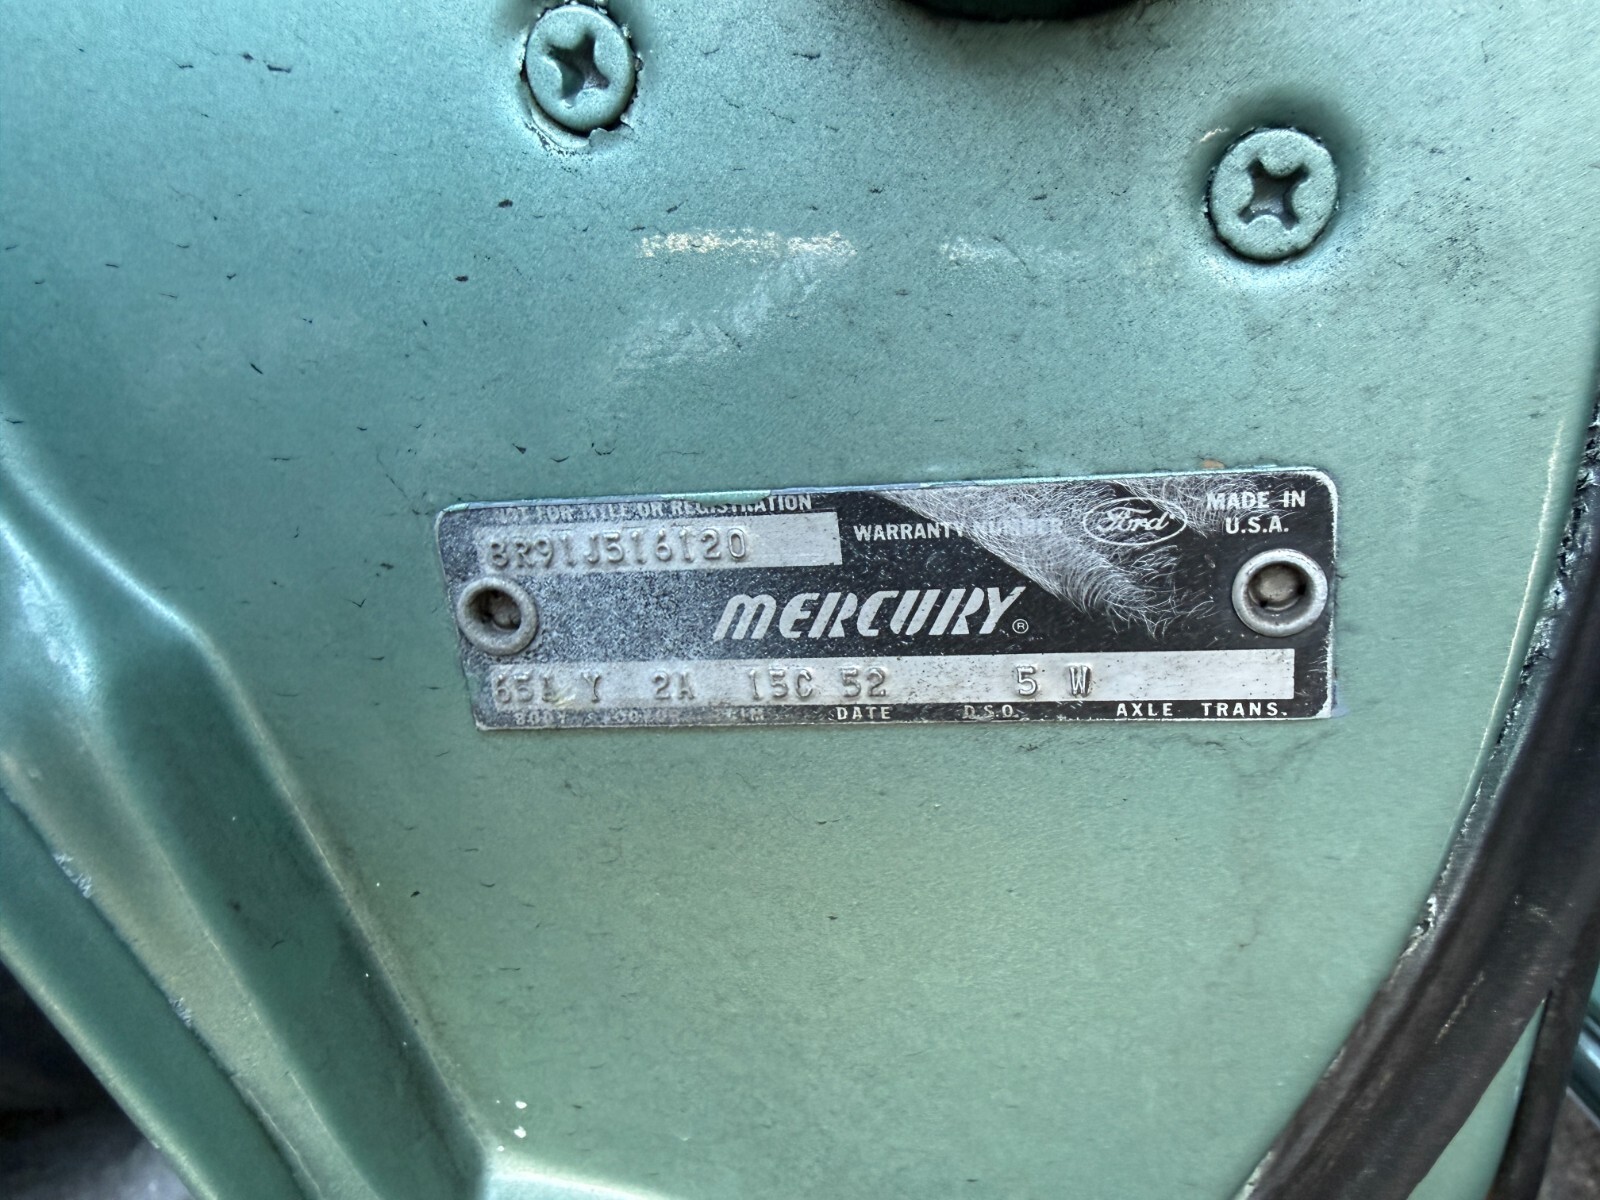 NOT FOR TITLE OR REGISTRATION
8R91J516120 WARRANTY NUMBER Ford MADE IN U.S.A.
MERCURY®
65A Y 2A 15C 52 5 W
BODY COLOR TRIM DATE D.S.O. AXLE TRANS.